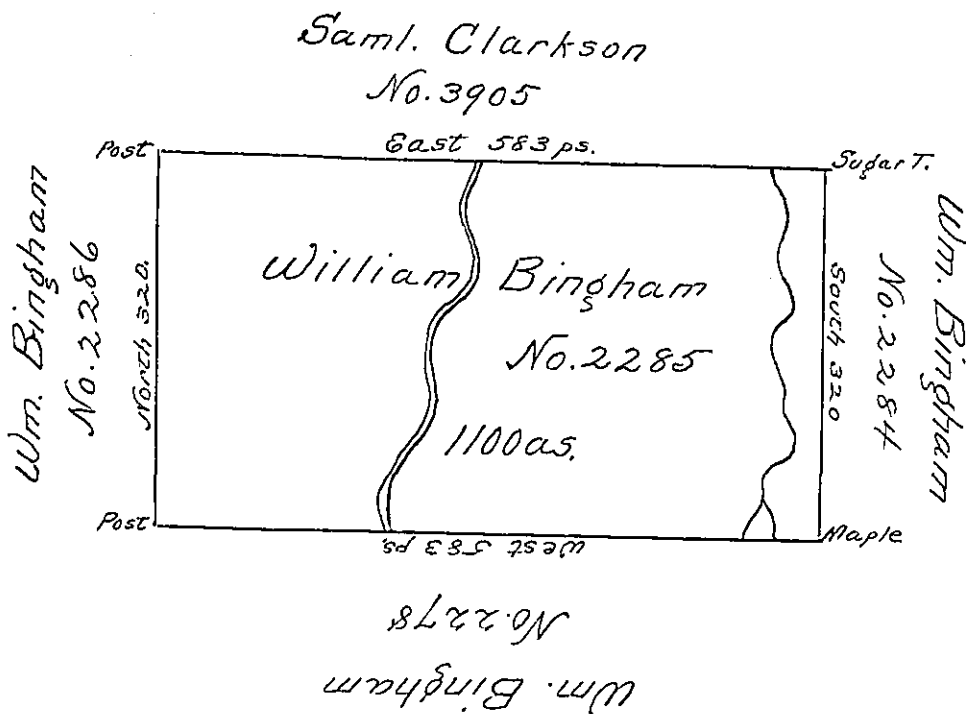 Saml. Clarkson
No. 3905
Post
East 583 ps.
Sugar T.
Wm. Bingham
No. 2286
North 320.
William Bingham
No. 2285
1100 as.
South 320
No. 2284
Wm. Bingham
Post
West 583 ps.
Maple
No. 2278
Wm. Bingham